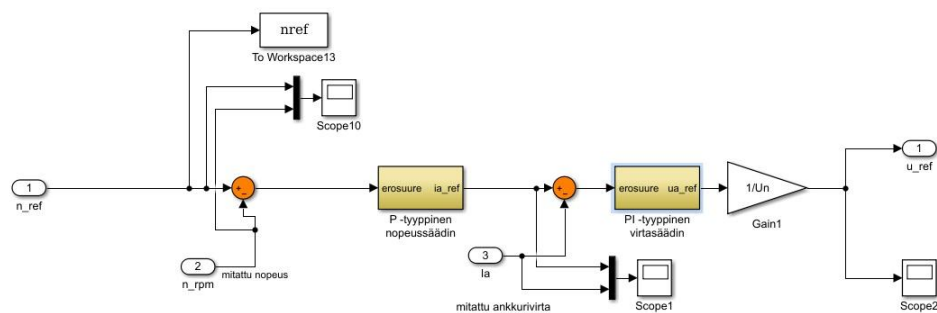 nref
To Workspace13
Scope10
1
n_ref
+
-
erosuure ia_ref
P -tyyppinen
nopeussäädin
+
-
erosuure ua_ref
PI -tyyppinen
virtasäädin
1/Un
Gain1
1
u_ref
2
n_rpm
mitattu nopeus
3
Ia
mitattu ankkurivirta
Scope1
Scope2